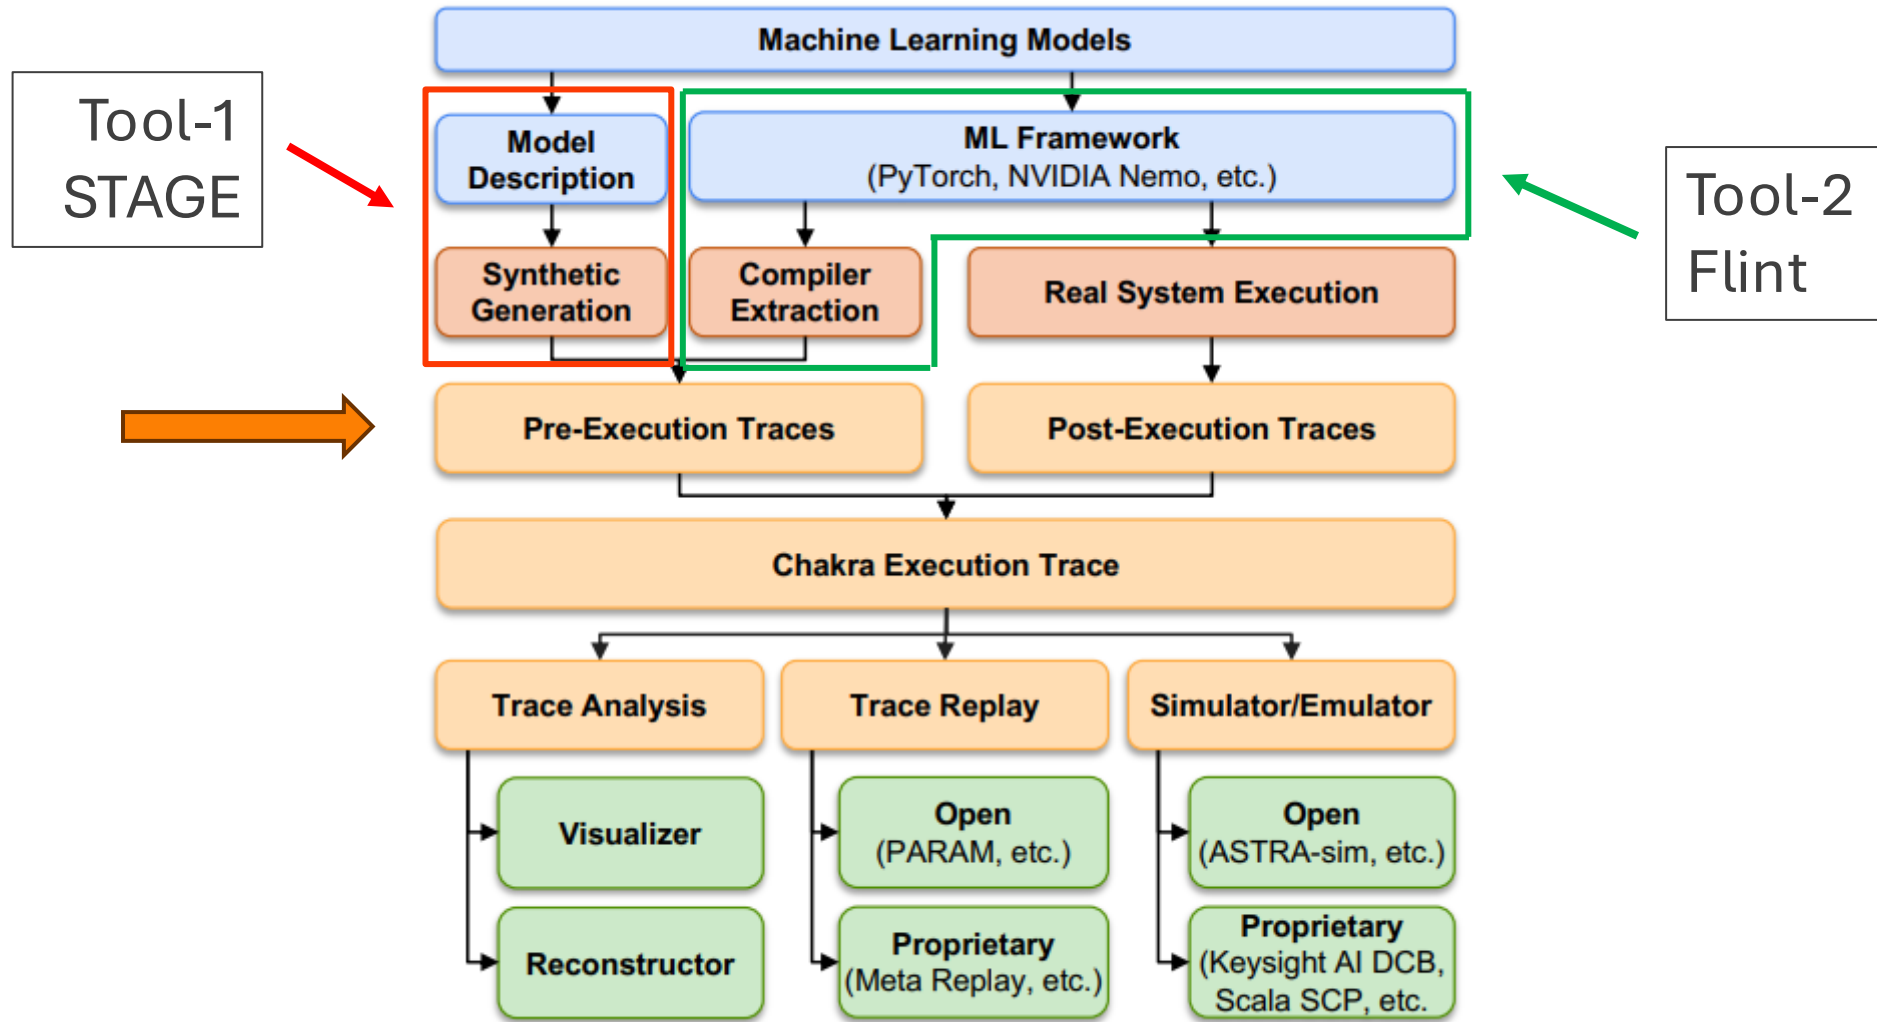 Machine Learning Models
Tool-1
STAGE
Model
Description
ML Framework
(PyTorch, NVIDIA Nemo, etc.)
Tool-2
Flint
Synthetic
Generation
Compiler
Extraction
Real System Execution
Pre-Execution Traces
Post-Execution Traces
Chakra Execution Trace
Trace Analysis
Trace Replay
Simulator/Emulator
Visualizer
Open
(PARAM, etc.)
Open
(ASTRA-sim, etc.)
Reconstructor
Proprietary
(Meta Replay, etc.)
Proprietary
(Keysight AI DCB,
Scala SCP, etc.